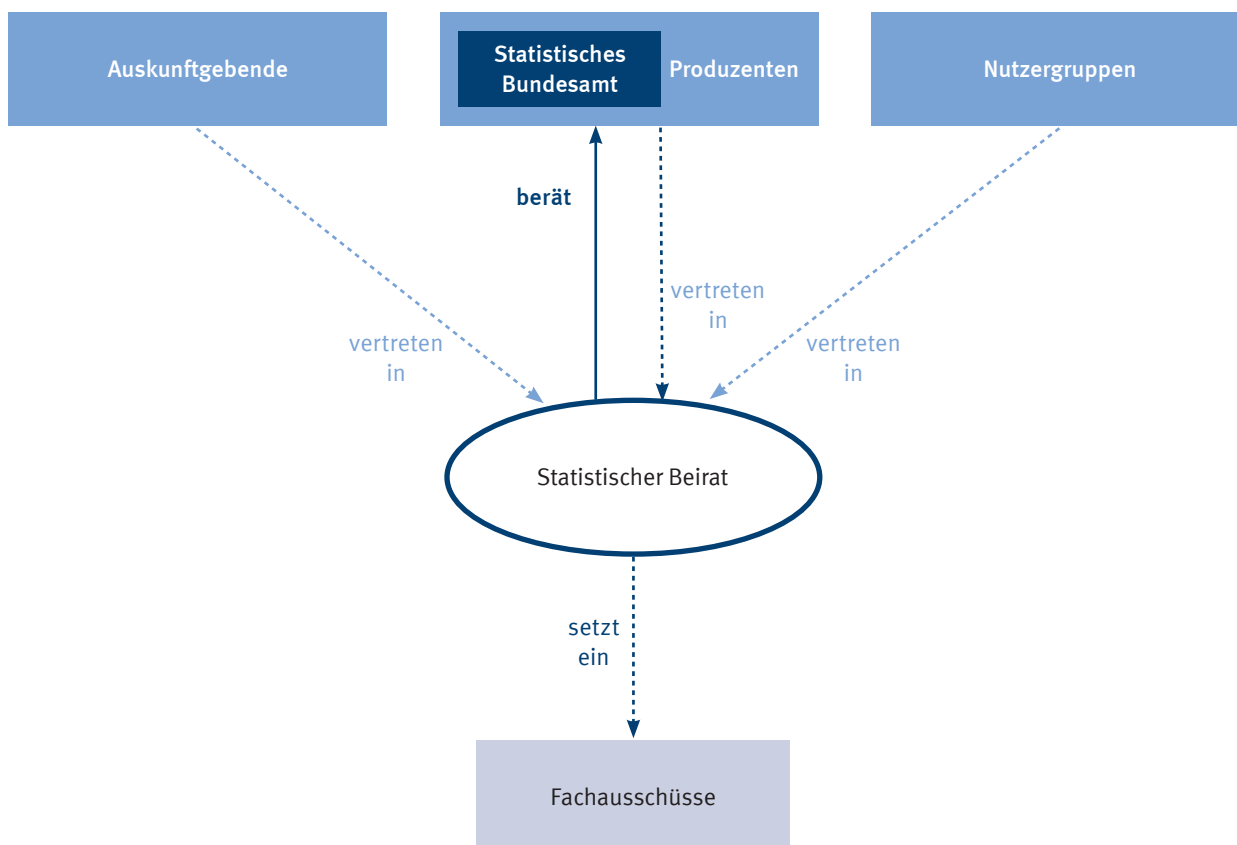 Auskunftgebende
Statistisches
Bundesamt
Produzenten
Nutzergruppen
berät
vertreten
in
vertreten
in
vertreten
in
Statistischer Beirat
setzt
ein
Fachausschüsse